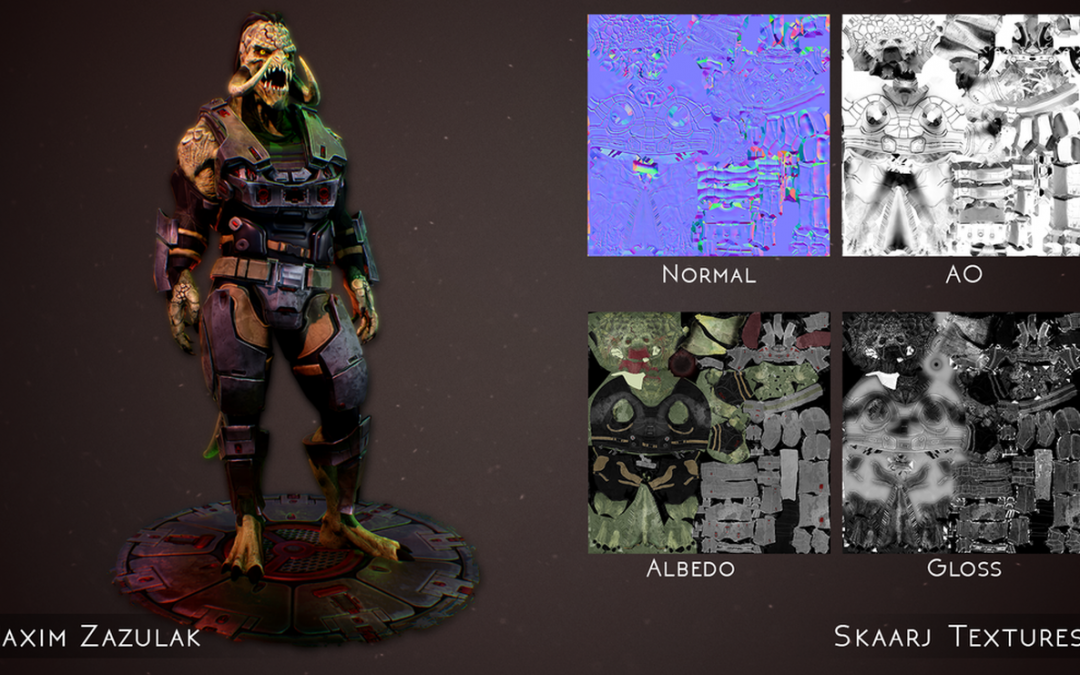 Normal
AO
Albedo
Gloss
axim Zazulak
Skaarj Textures